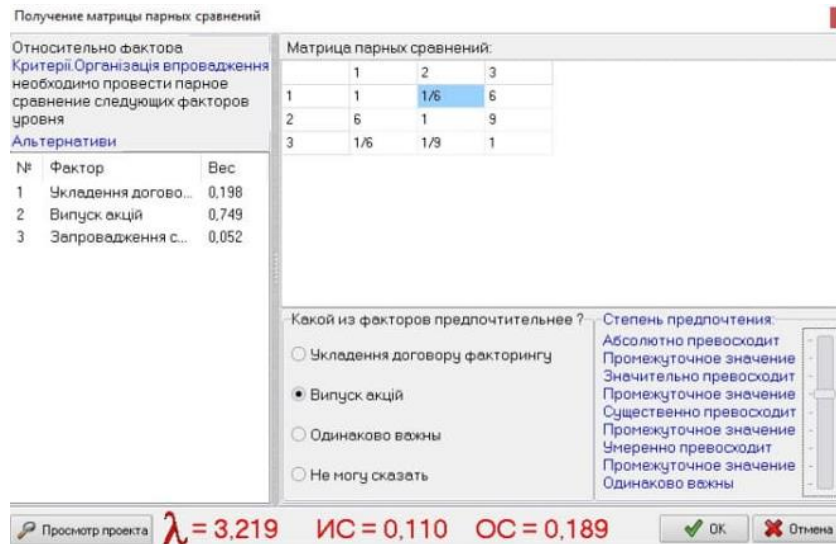 Получение матрицы парных сравнений
Относительно фактора
Критерії.Організація впровадження
необходимо провести парное
сравнение следующих факторов
уровня
Альтернативи
№ Фактор Вес
1 Укладення догово... 0,198
2 Випуск акцій 0,749
3 Запровадження с... 0,052
Матрица парных сравнений:
1 2 3
1 1 1/6 6
2 6 1 9
3 1/6 1/9 1
Какой из факторов предпочтительнее ?
Укладення договору факторингу
Випуск акцій
Одинаково важны
Не могу сказать
Степень предпочтения:
Абсолютно превосходит
Промежуточное значение
Значительно превосходит
Промежуточное значение
Существенно превосходит
Промежуточное значение
Умеренно превосходит
Промежуточное значение
Одинаково важны
Просмотр проекта λ = 3,219 ИС = 0,110 ОС = 0,189 ОК Отмена